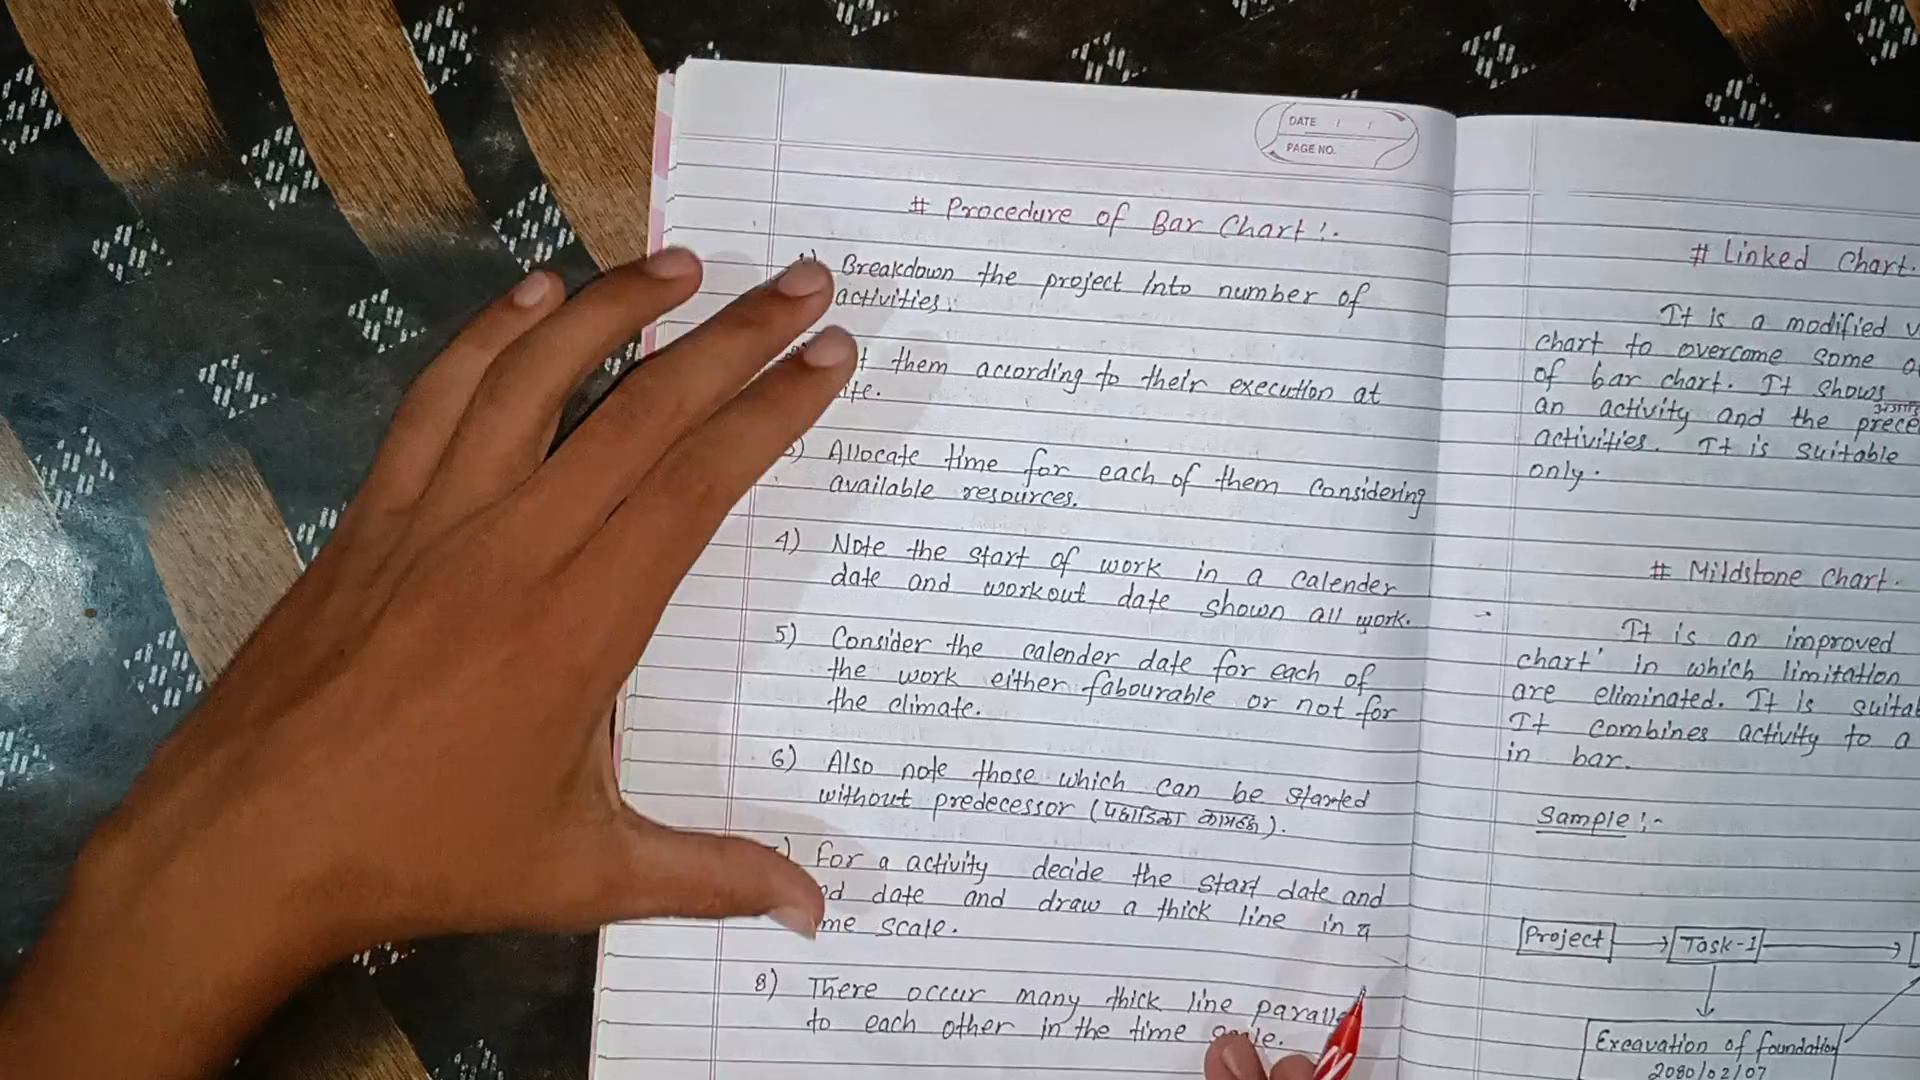 DATE / /
PAGE NO.
# Procedure of Bar Chart :-
1) Breakdown the project into number of
activities.
them according to their execution at
3) Allocate time for each of them considering
available resources.
4) Note the start of work in a calender
date and workout date shown all work.
5) Consider the calender date for each of
the work either fabourable or not for
the climate.
6) Also note those which can be started
without predecessor
for a activity decide the start date and
date and draw a thick line in a
scale.
8) There occur many thick line
to each other in the time
# Linked Chart.
It is a modified
chart to overcome some
of bar chart. It shows
an activity and the
activities. It is suitable
only.
# Mildstone Chart.
It is an improved
chart' in which limitation
are eliminated. It is
It combines activity to a
in bar.
Sample :-
Project
Task-1
Excavation of foundation
2080/02/07